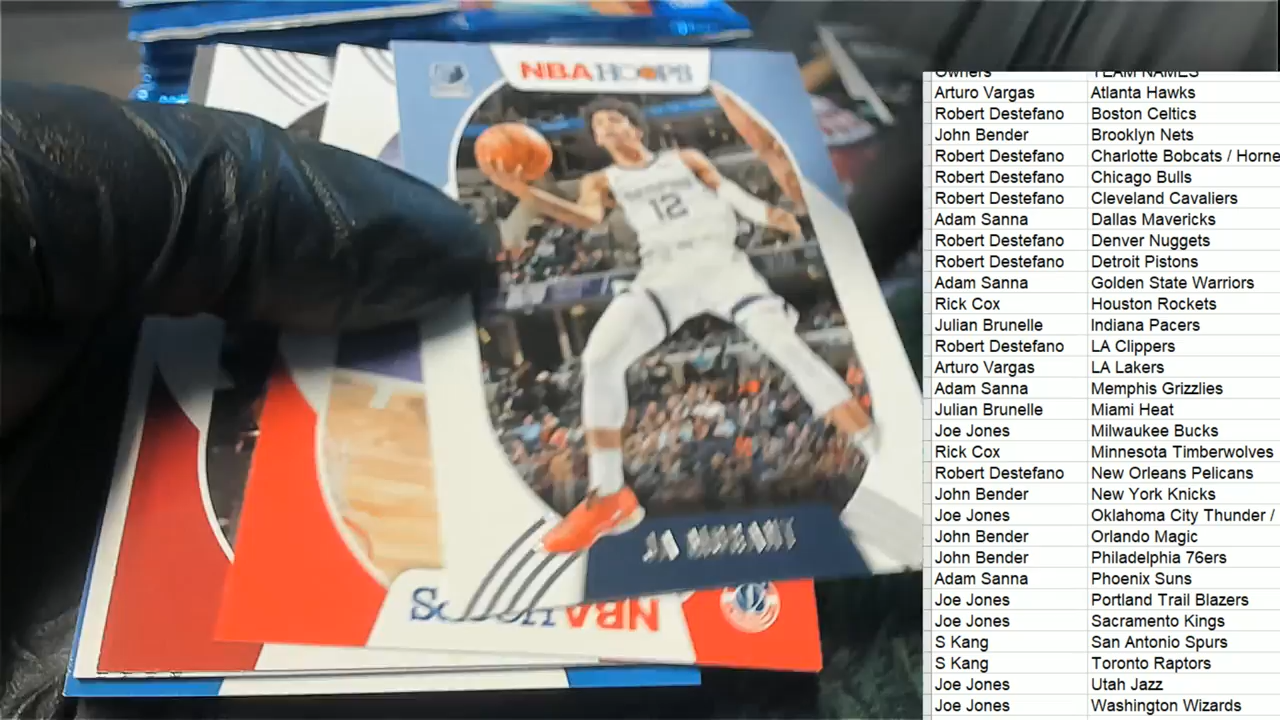 NBA HOOPS
12
JA MORANT
NBA HOOPS
Owners TEAM NAMES
Arturo Vargas Atlanta Hawks
Robert Destefano Boston Celtics
John Bender Brooklyn Nets
Robert Destefano Charlotte Bobcats / Horne
Robert Destefano Chicago Bulls
Robert Destefano Cleveland Cavaliers
Adam Sanna Dallas Mavericks
Robert Destefano Denver Nuggets
Robert Destefano Detroit Pistons
Adam Sanna Golden State Warriors
Rick Cox Houston Rockets
Julian Brunelle Indiana Pacers
Robert Destefano LA Clippers
Arturo Vargas LA Lakers
Adam Sanna Memphis Grizzlies
Julian Brunelle Miami Heat
Joe Jones Milwaukee Bucks
Rick Cox Minnesota Timberwolves
Robert Destefano New Orleans Pelicans
John Bender New York Knicks
Joe Jones Oklahoma City Thunder /
John Bender Orlando Magic
John Bender Philadelphia 76ers
Adam Sanna Phoenix Suns
Joe Jones Portland Trail Blazers
Joe Jones Sacramento Kings
S Kang San Antonio Spurs
S Kang Toronto Raptors
Joe Jones Utah Jazz
Joe Jones Washington Wizards